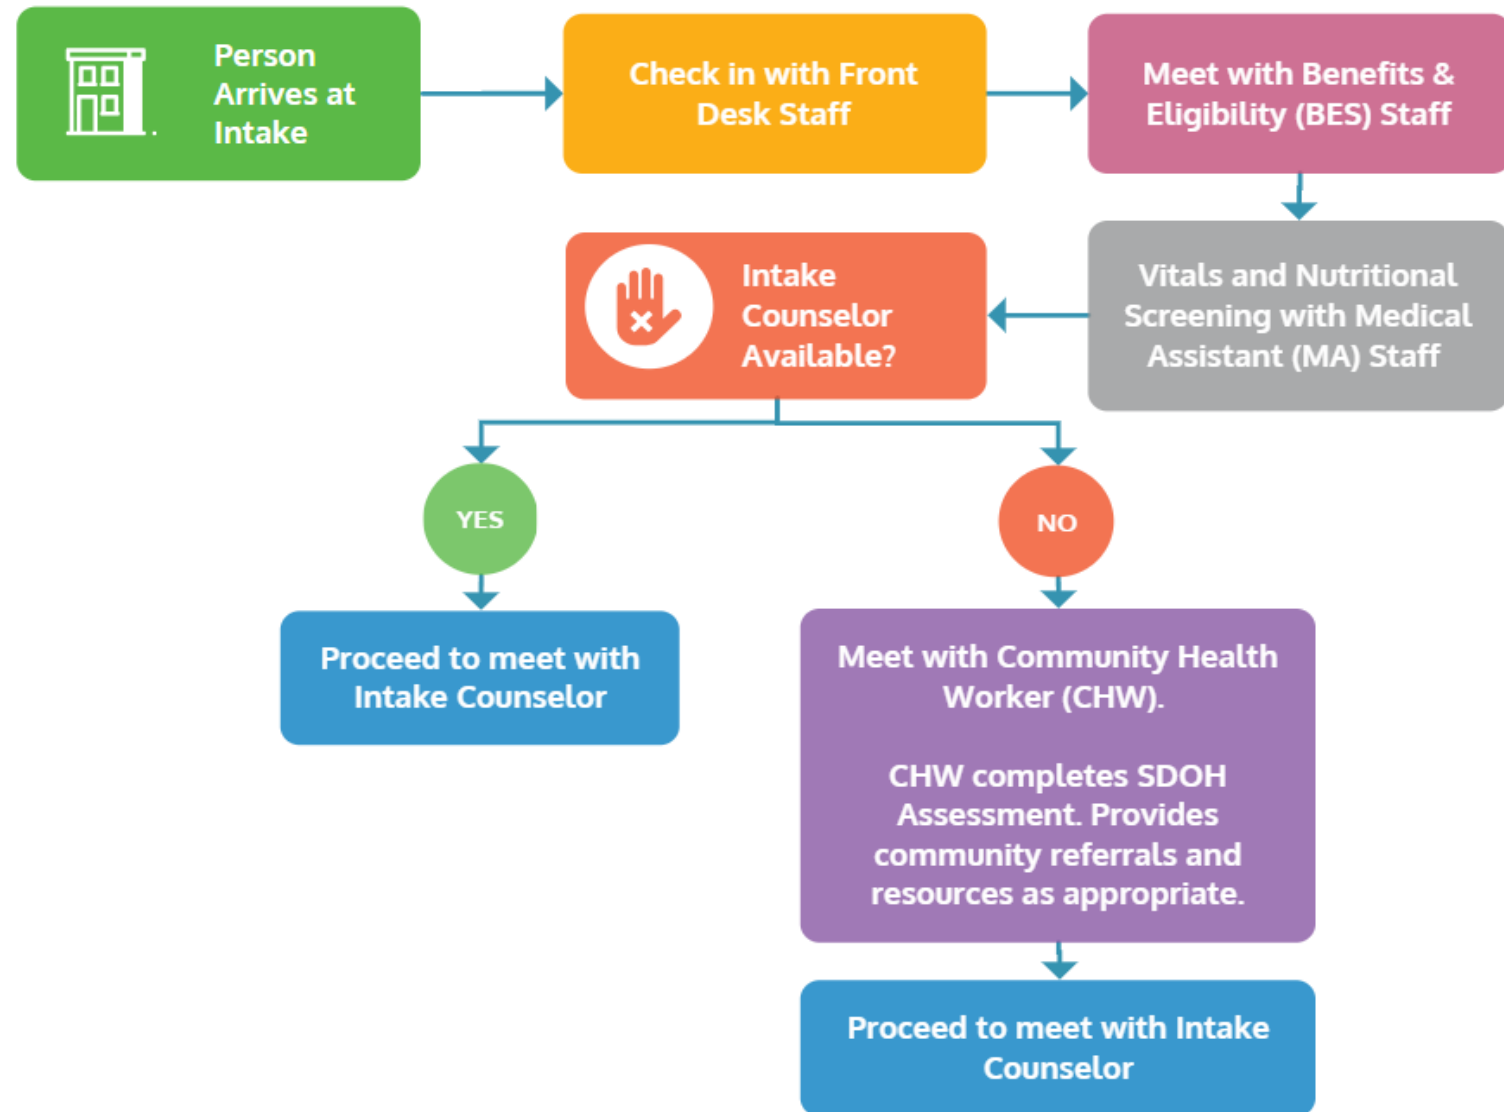 Person
Arrives at
Intake
Check in with Front
Desk Staff
Meet with Benefits &
Eligibility (BES) Staff
Vitals and Nutritional
Screening with Medical
Assistant (MA) Staff
Intake
Counselor
Available?
YES
Proceed to meet with
Intake Counselor
NO
Meet with Community Health
Worker (CHW).
CHW completes SDOH
Assessment. Provides
community referrals and
resources as appropriate.
Proceed to meet with Intake
Counselor